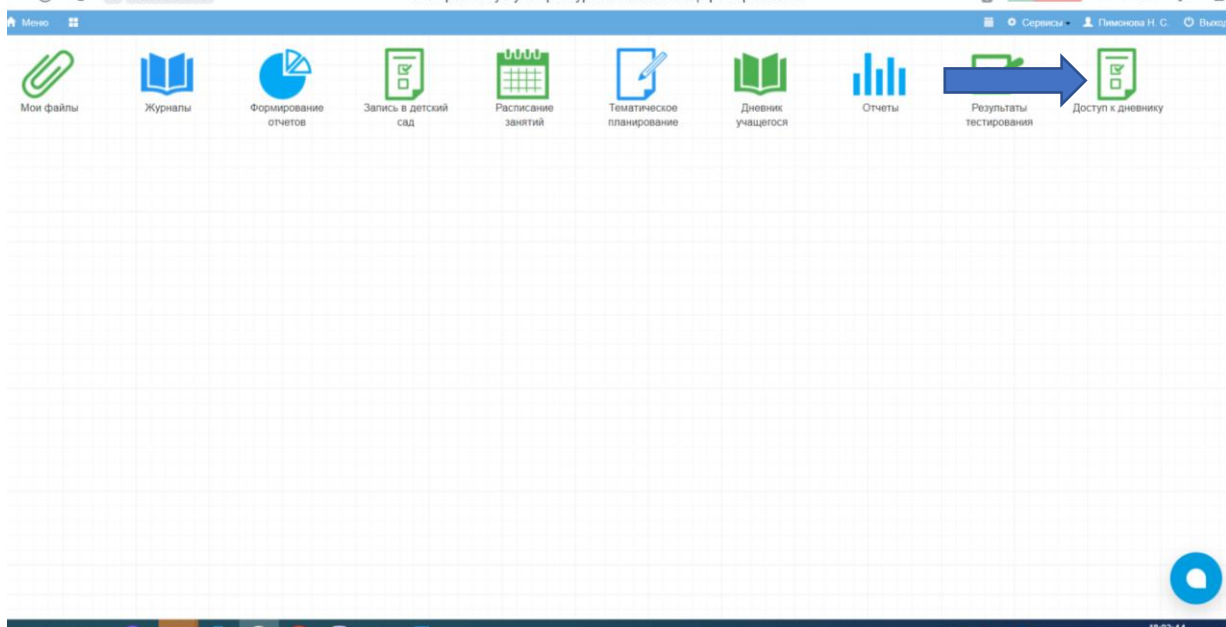 Меню
Сервисы
Пимонова Н. С.
Выход
Мои файлы
Журналы
Формирование
отчетов
Запись в детский
сад
Расписание
занятий
Тематическое
планирование
Дневник
учащегося
Отчеты
Результаты
тестирования
Доступ к дневнику